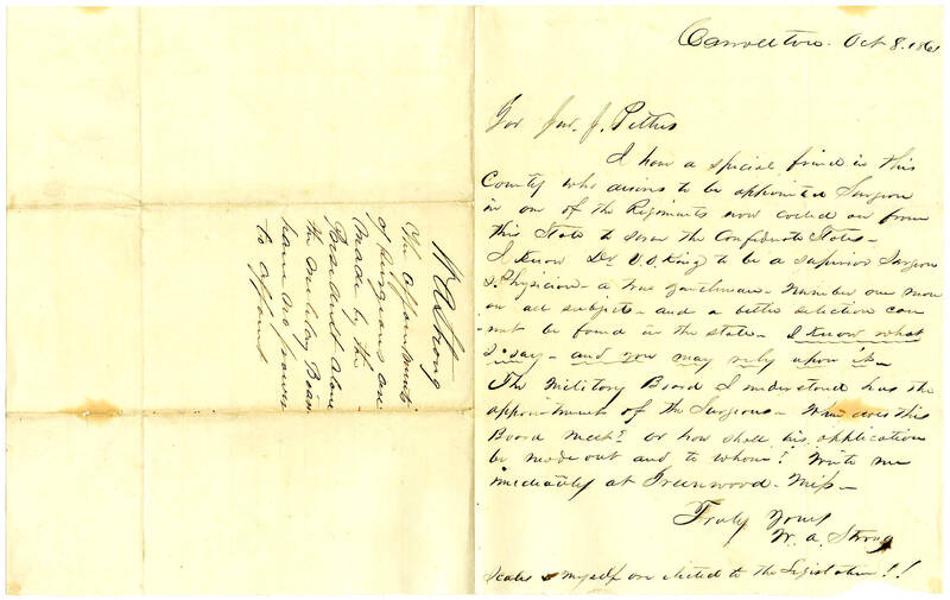 Carrollton. Oct 8. 1861
Gov Jno. J. Pettus
I have a special friend in this
County who desires to be appointed Surgeon
in one of the Regiments now called on from
this State to serve the Confederate States -
I know Dr. V. O. King to be a superior Surgeon
& Physician - a true gentleman - number one man
on all subjects - and a better selection can
not be found in the state - I know what
I say - and you may rely upon it -
The Military Board I understand has the
appointment of the Surgeons - When does this
Board meet? or how shall his application
be made out and to whom? Write me
immediately at Greenwood. Miss -
Truly Yours
W. A. Strong
Scales & myself are elected to the Legislature!!
W A Strong
The appointments
of Surgeons are
made by the
President alone
the Military Board
have no power
to appoint